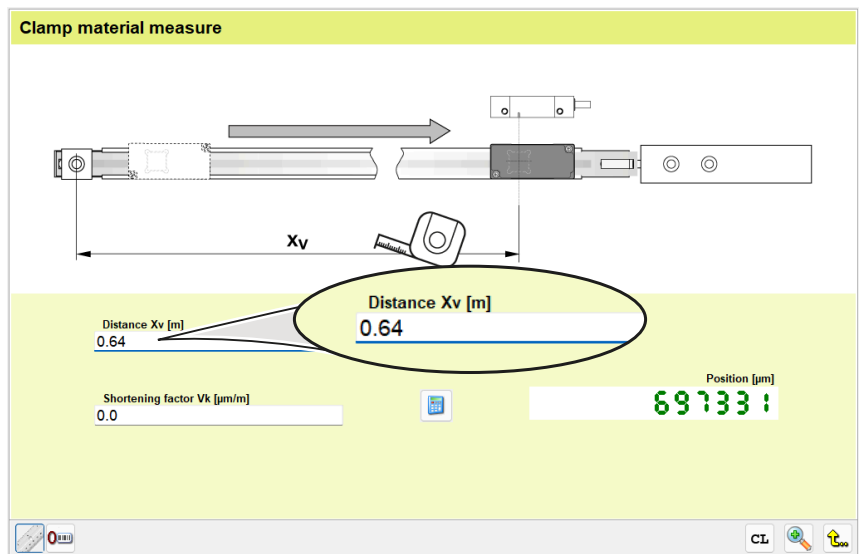 Clamp material measure
XV
Distance Xv [m]
0.64
Distance Xv [m]
0.64
Shortening factor Vk [µm/m]
0.0
Position [µm]
697331
0
CL